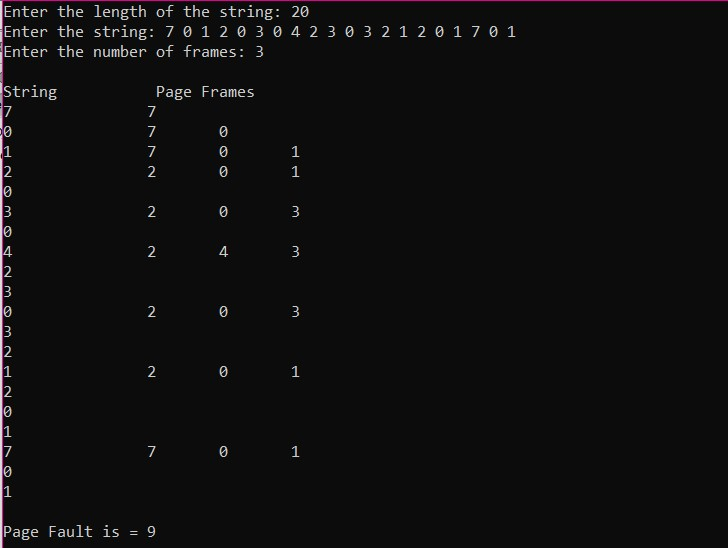 Enter the length of the string: 20
Enter the string: 7 0 1 2 0 3 0 4 2 3 0 3 2 1 2 0 1 7 0 1
Enter the number of frames: 3
String Page Frames
7 7
0 7 0
1 7 0 1
2 2 0 1
0
3 2 0 3
0
4 2 4 3
2
3
0 2 0 3
3
2
1 2 0 1
2
0
1
7 7 0 1
0
1
Page Fault is = 9